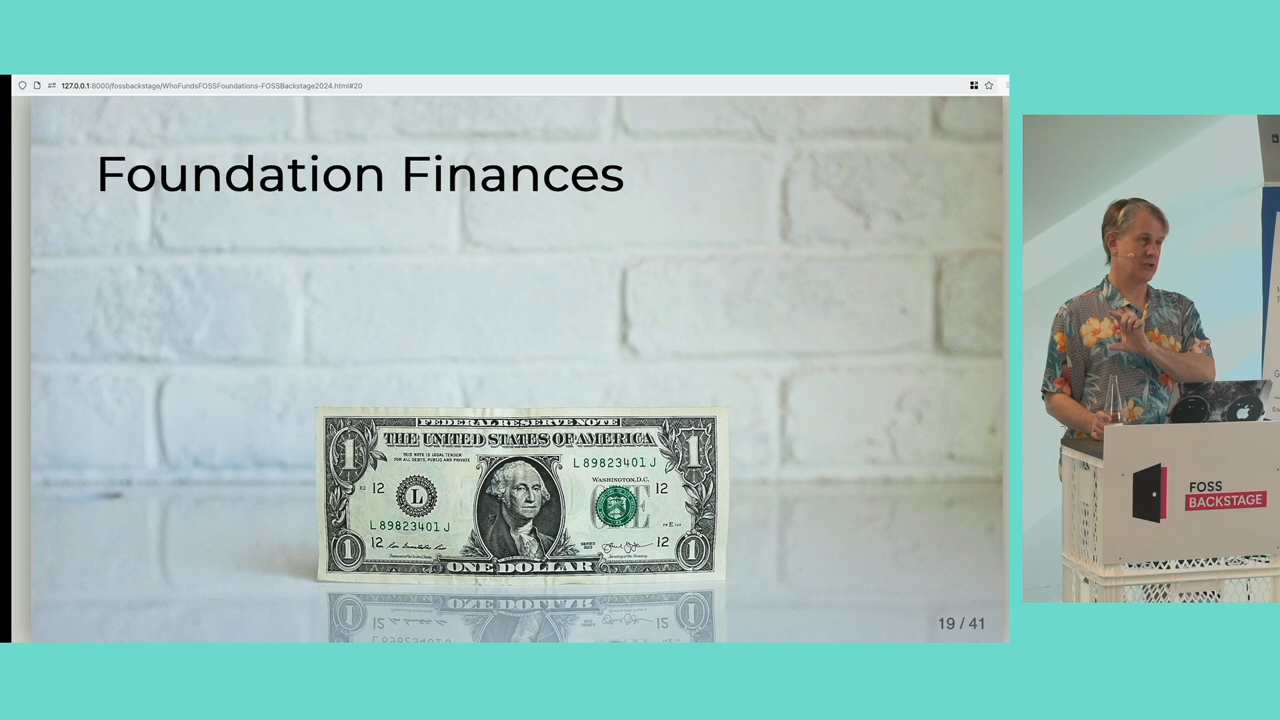 127.0.0.1:8000/fossbackstage/WhoFundsFOSSFoundations-FOSSBackstage2024.html#20
Foundation Finances
FEDERAL RESERVE NOTE
THE UNITED STATES OF AMERICA
THIS NOTE IS LEGAL TENDER
FOR ALL DEBTS, PUBLIC AND PRIVATE
L 89823401 J
WASHINGTON, D.C.
12
12
L
L 89823401 J
12
SERIES
2017
12
1
1
1
1
ONE DOLLAR
19 / 41
FOSS
BACKSTAGE